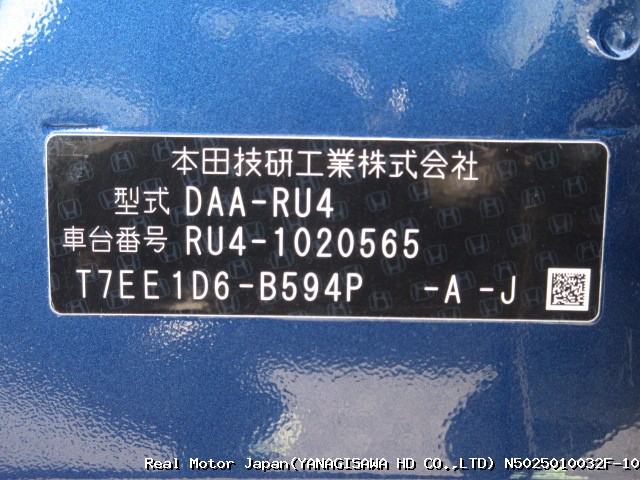 本田技研工業株式会社
型式 DAA-RU4
車台番号 RU4-1020565
T7EE1D6-B594P -A -J
Real Motor Japan(YANAGISAWA HD CO.,LTD) N5025010032F-10